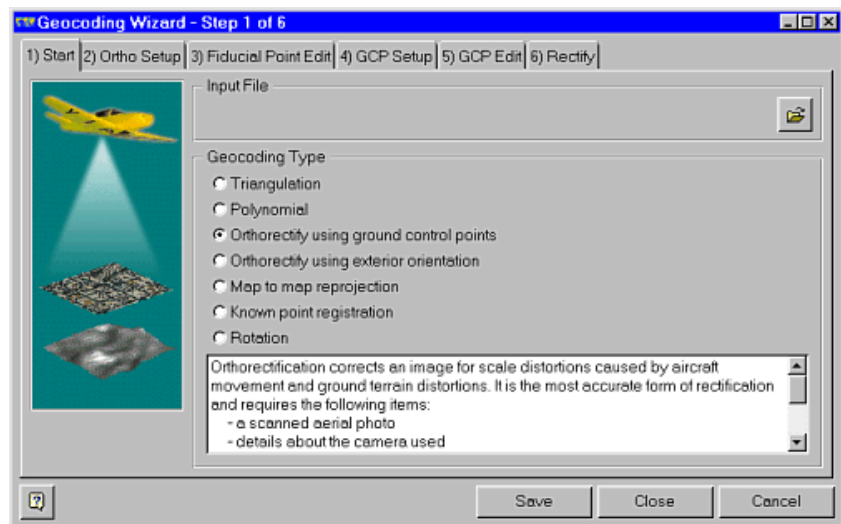 Geocoding Wizard - Step 1 of 6
1) Start 2) Ortho Setup 3) Fiducial Point Edit 4) GCP Setup 5) GCP Edit 6) Rectify
Input File
Geocoding Type
Triangulation
Polynomial
Orthorectify using ground control points
Orthorectify using exterior orientation
Map to map reprojection
Known point registration
Rotation
Orthorectification corrects an image for scale distortions caused by aircraft
movement and ground terrain distortions. It is the most accurate form of rectification
and requires the following items:
- a scanned aerial photo
- details about the camera used
Save Close Cancel